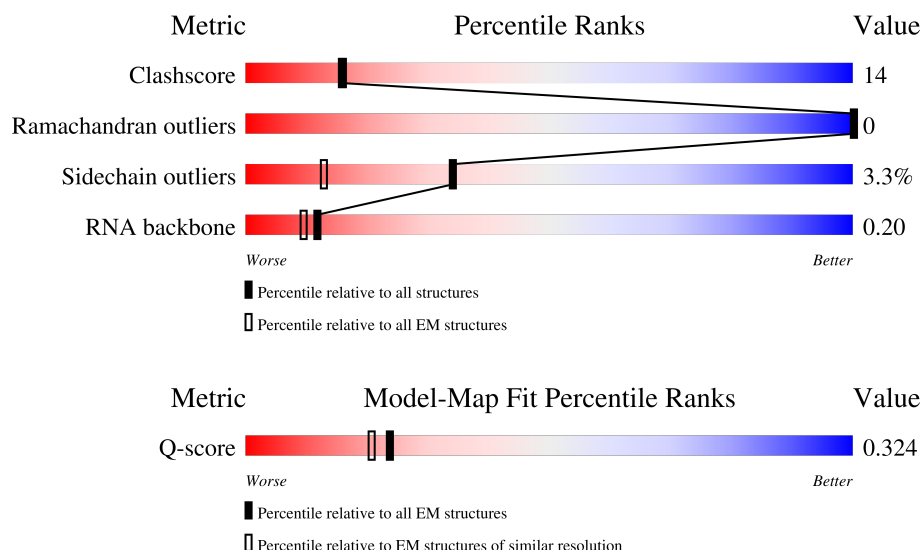 Metric Percentile Ranks Value
Clashscore 14
Ramachandran outliers 0
Sidechain outliers 3.3%
RNA backbone 0.20
Worse Better
Percentile relative to all structures
Percentile relative to all EM structures
Metric Model-Map Fit Percentile Ranks Value
Q-score 0.324
Worse Better
Percentile relative to all EM structures
Percentile relative to EM structures of similar resolution